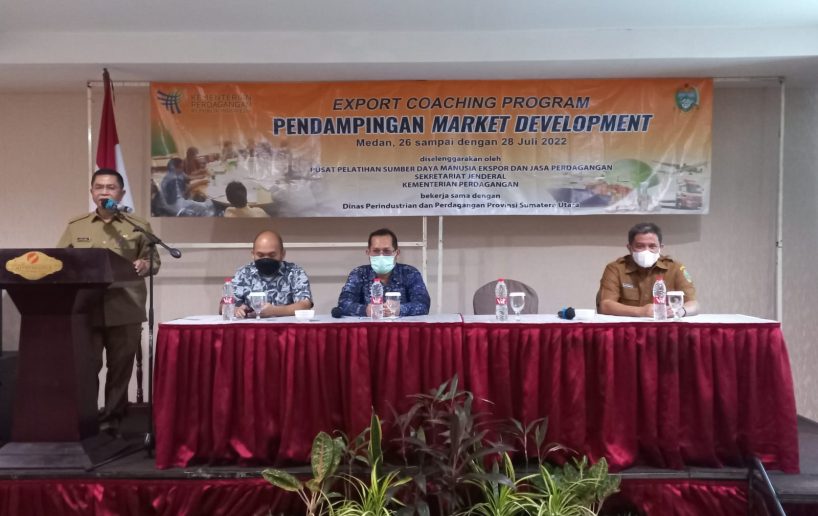 KEMENTERIAN
PERDAGANGAN
EXPORT COACHING PROGRAM
PENDAMPINGAN MARKET DEVELOPMENT
Medan, 26 sampai dengan 28 Juli 2022
diselenggarakan oleh
PUSAT PELATIHAN SUMBER DAYA MANUSIA EKSPOR DAN JASA PERDAGANGAN
SEKRETARIAT JENDERAL
KEMENTERIAN PERDAGANGAN
bekerja sama dengan
Dinas Perindustrian dan Perdagangan Provinsi Sumatera Utara